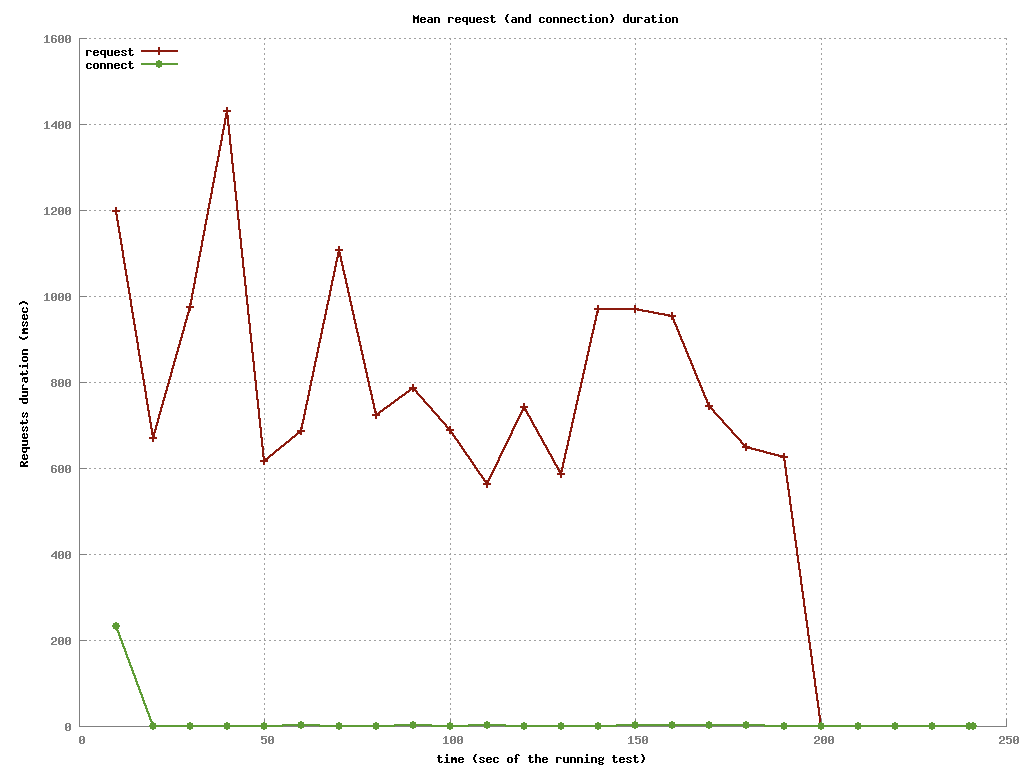 Mean request (and connection) duration
1600
request
connect
1400
1200
1000
800
600
400
200
0
Requests duration (msec)
0 50 100 150 200 250
time (sec of the running test)